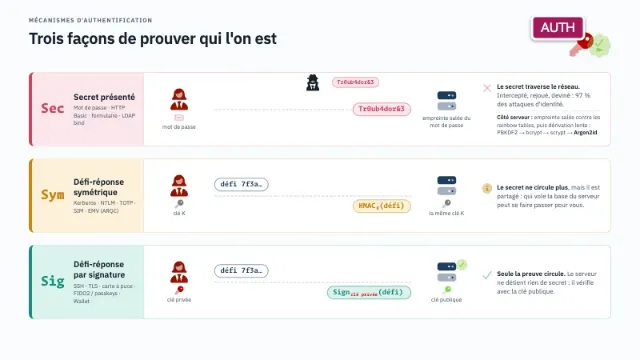 MÉCANISMES D'AUTHENTIFICATION
Trois façons de prouver qui l'on est
AUTH
Sec
Secret présenté
Mot de passe · HTTP
Basic · formulaire · LDAP
bind
mot de passe
Tr0ub4dor&3
Tr0ub4dor&3
empreinte salée du
mot de passe
Le secret traverse le réseau.
Intercepté, rejoué, deviné : 97 %
des attaques d'identité.
Côté serveur : empreinte salée contre les
rainbow tables, puis dérivation lente :
PBKDF2 → bcrypt → scrypt → Argon2id
Sym
Défi-réponse
symétrique
Kerberos · NTLM · TOTP ·
SIM · EMV (ARQC)
clé K
défi 7f3a…
HMAC (défi)
la même clé K
Le secret ne circule plus, mais il est
partagé : qui vole la base du serveur
peut se faire passer pour vous.
Sig
Défi-réponse
par signature
SSH · TLS · carte à puce ·
FIDO2 / passkeys ·
Wallet
clé privée
défi 7f3a…
Sign clé privée (défi)
clé publique
Seule la preuve circule. Le serveur
ne détient rien de secret : il vérifie
avec la clé publique.